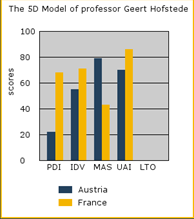 The 5D Model of professor Geert Hofstede
100
80
60
40
20
0
scores
PDI IDV MAS UAI LTO
Austria
France